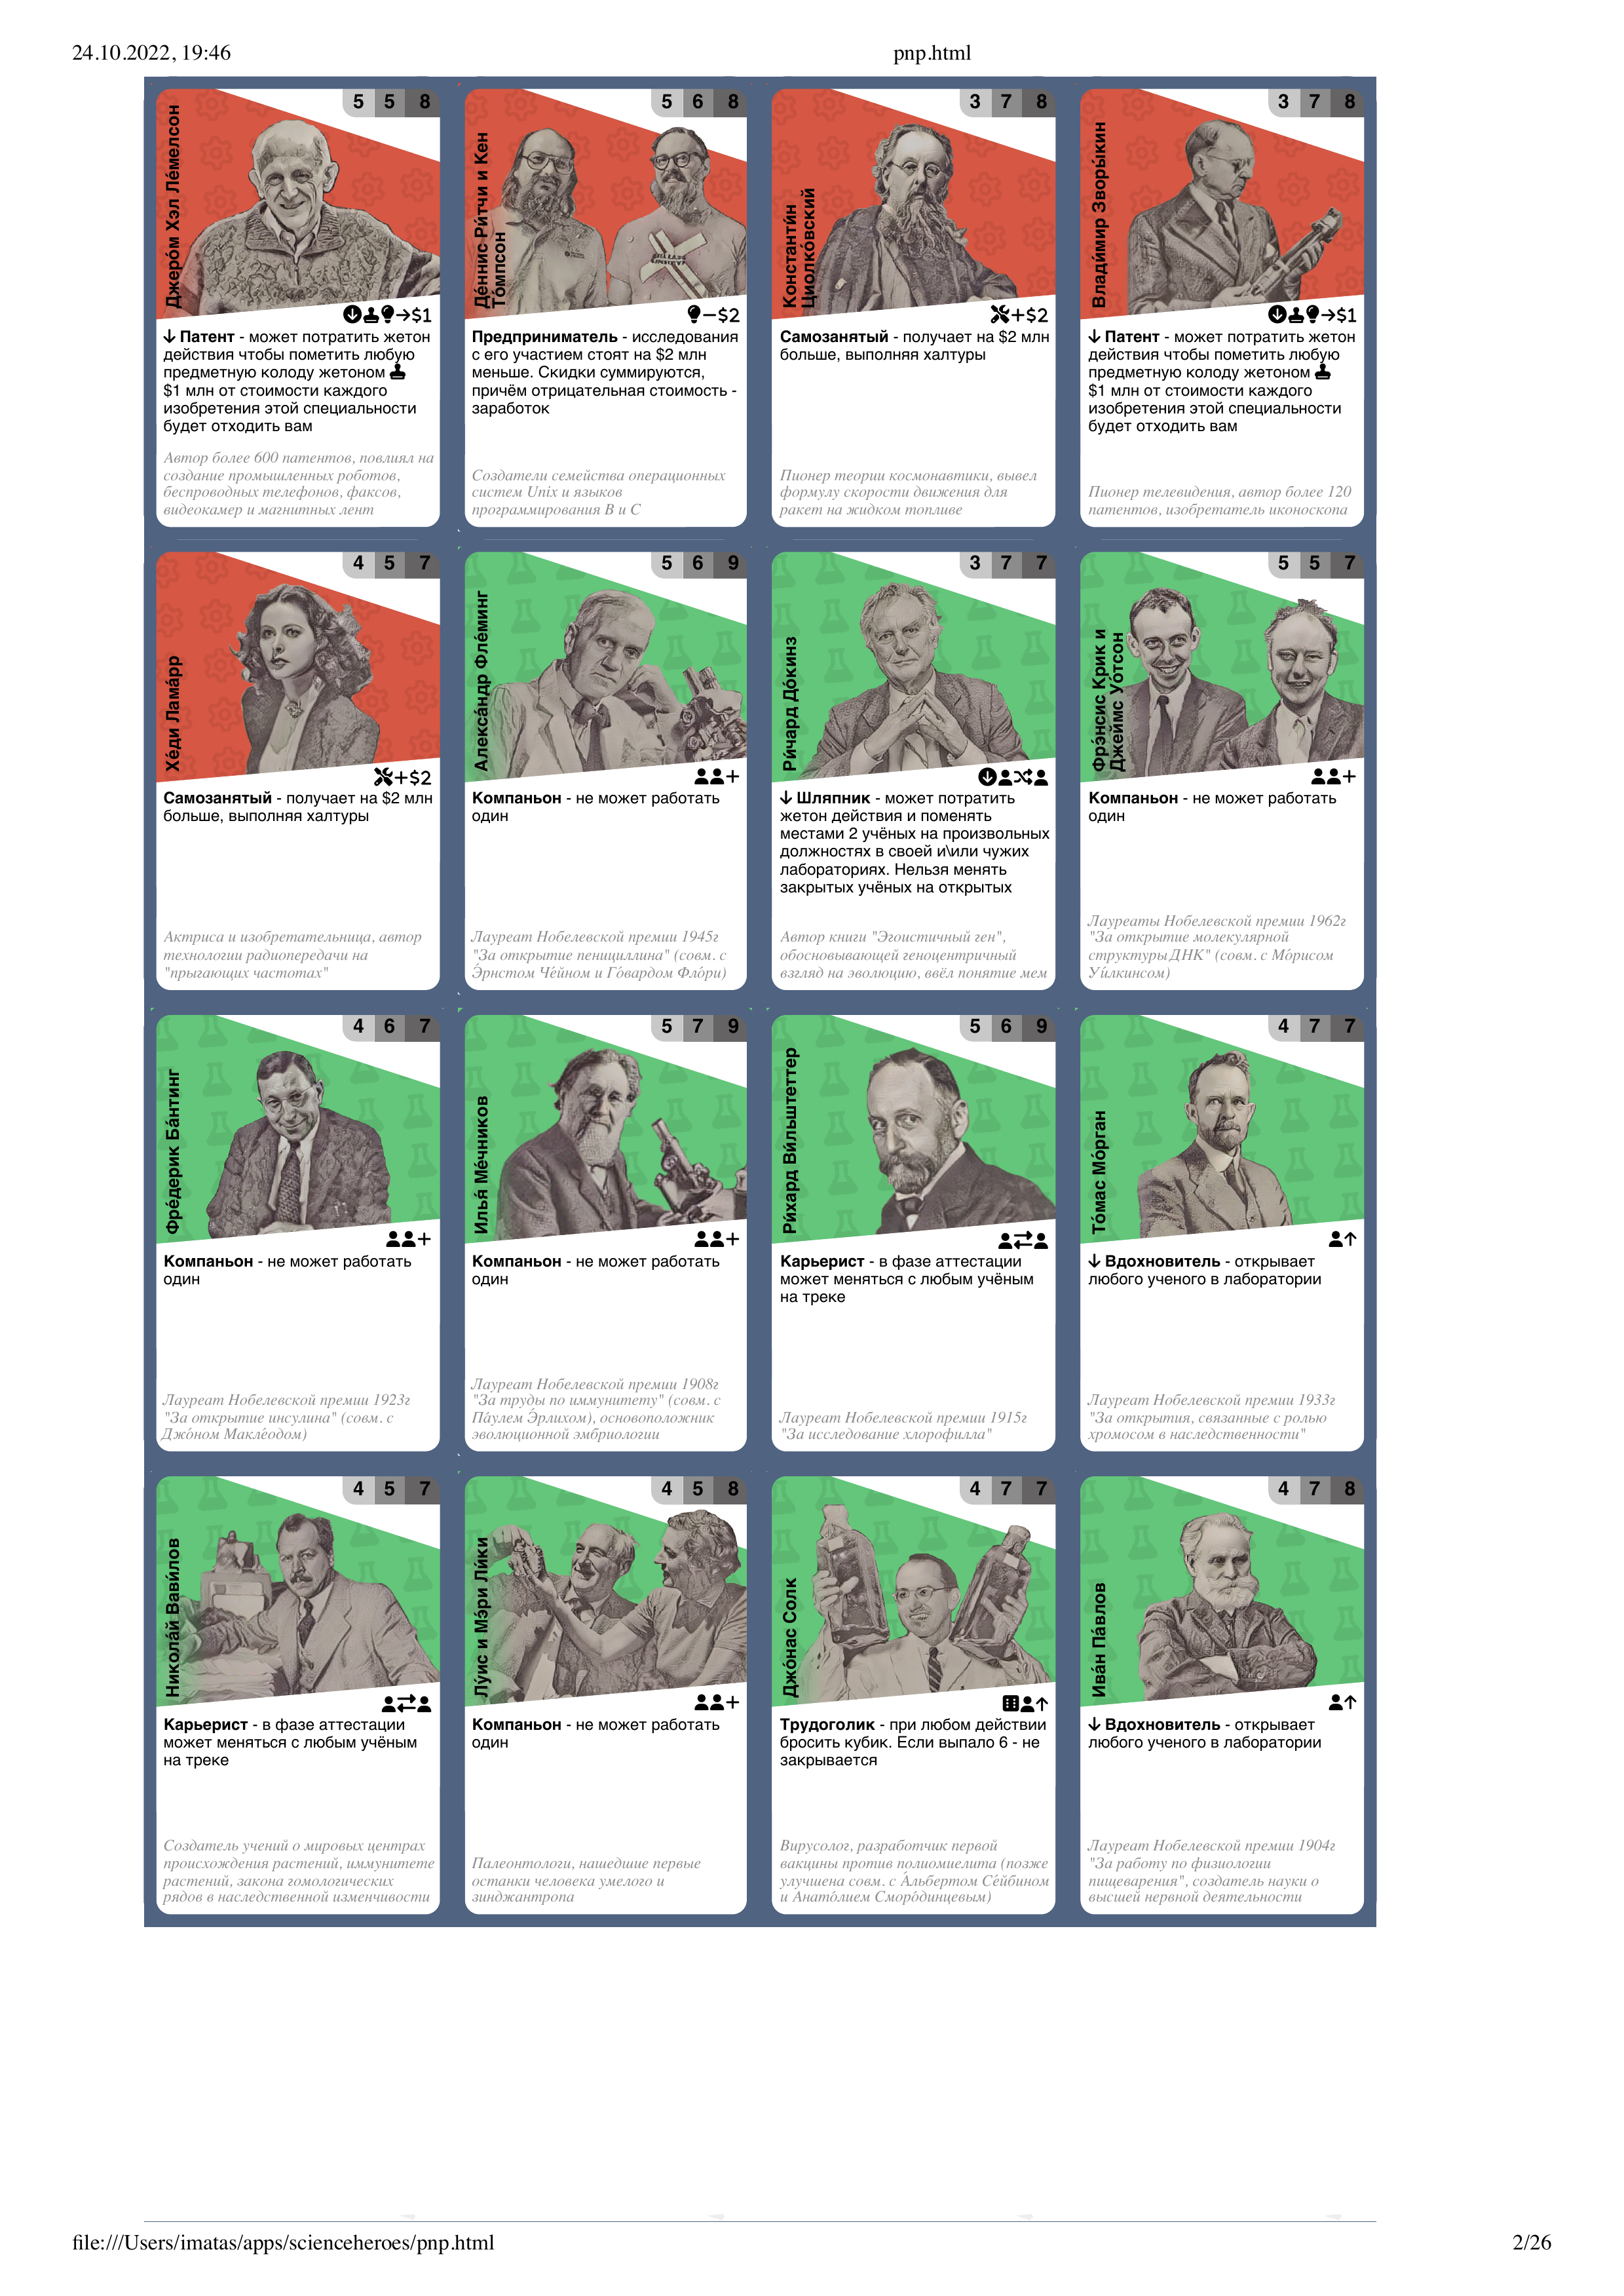 24.10.2022, 19:46
pnp.html
5 5 8
Джеро́м Хэл Ле́мелсон
→$1
↓ Патент - может потратить жетон
действия чтобы пометить любую
предметную колоду жетоном
$1 млн от стоимости каждого
изобретения этой специальности
будет отходить вам
Автор более 600 патентов, повлиял на
создание промышленных роботов,
беспроводных телефонов, факсов,
видеокамер и магнитных лент
5 6 8
Де́ннис Ри́тчи и Кен
То́мпсон
−$2
Предприниматель - исследования
с его участием стоят на $2 млн
меньше. Скидки суммируются,
причём отрицательная стоимость -
заработок
Создатели семейства операционных
систем Unix и языков
программирования B и C
3 7 8
Константи́н
Циолко́вский
+$2
Самозанятый - получает на $2 млн
больше, выполняя халтуры
Пионер теории космонавтики, вывел
формулу скорости движения для
ракет на жидком топливе
3 7 8
Влади́мир Зворы́кин
→$1
↓ Патент - может потратить жетон
действия чтобы пометить любую
предметную колоду жетоном
$1 млн от стоимости каждого
изобретения этой специальности
будет отходить вам
Пионер телевидения, автор более 120
патентов, изобретатель иконоскопа
4 5 7
Хе́ди Лама́рр
+$2
Самозанятый - получает на $2 млн
больше, выполняя халтуры
Актриса и изобретательница, автор
технологии радиопередачи на
"прыгающих частотах"
5 6 9
Алекса́ндр Фле́минг
+
Компаньон - не может работать
один
Лауреат Нобелевской премии 1945г
"За открытие пенициллина" (совм. с
Э́рнстом Че́йном и Го́вардом Фло́ри)
3 7 7
Ри́чард До́кинз
↓ Шляпник - может потратить
жетон действия и поменять
местами 2 учёных на произвольных
должностях в своей и\или чужих
лабораториях. Нельзя менять
закрытых учёных на открытых
Автор книги "Эгоистичный ген",
обосновывающей геноцентричный
взгляд на эволюцию, ввёл понятие мем
5 5 7
Фрэ́нсис Крик и
Дже́ймс Уо́тсон
+
Компаньон - не может работать
один
Лауреаты Нобелевской премии 1962г
"За открытие молекулярной
структуры ДНК" (совм. с Мо́рисом
Уи́лкинсом)
4 6 7
Фре́дерик Ба́нтинг
+
Компаньон - не может работать
один
Лауреат Нобелевской премии 1923г
"За открытие инсулина" (совм. с
Джо́ном Макле́одом)
5 7 9
Илья́ Ме́чников
+
Компаньон - не может работать
один
Лауреат Нобелевской премии 1908г
"За труды по иммунитету" (совм. с
Па́улем Э́рлихом), основоположник
эволюционной эмбриологии
5 6 9
Ри́хард Ви́льштеттер
Карьерист - в фазе аттестации
может меняться с любым учёным
на треке
Лауреат Нобелевской премии 1915г
"За исследование хлорофилла"
4 7 7
То́мас Мо́рган
↑
↓ Вдохновитель - открывает
любого ученого в лаборатории
Лауреат Нобелевской премии 1933г
"За открытия, связанные с ролью
хромосом в наследственности"
4 5 7
Никола́й Вави́лов
Карьерист - в фазе аттестации
может меняться с любым учёным
на треке
Создатель учений о мировых центрах
происхождения растений, иммунитете
растений, закона гомологических
рядов в наследственной изменчивости
4 5 8
Лу́ис и Мэ́ри Ли́ки
+
Компаньон - не может работать
один
Палеонтологи, нашедшие первые
останки человека умелого и
зинджантропа
4 7 7
Джо́нас Солк
↑
Трудоголик - при любом действии
бросить кубик. Если выпало 6 - не
закрывается
Вирусолог, разработчик первой
вакцины против полиомиелита (позже
улучшена совм. с А́льбертом Се́йбином
и Анато́лием Сморо́динцевым)
4 7 8
Ива́н Па́влов
↑
↓ Вдохновитель - открывает
любого ученого в лаборатории
Лауреат Нобелевской премии 1904г
"За работу по физиологии
пищеварения", создатель науки о
высшей нервной деятельности
file:///Users/imatas/apps/scienceheroes/pnp.html
2/26